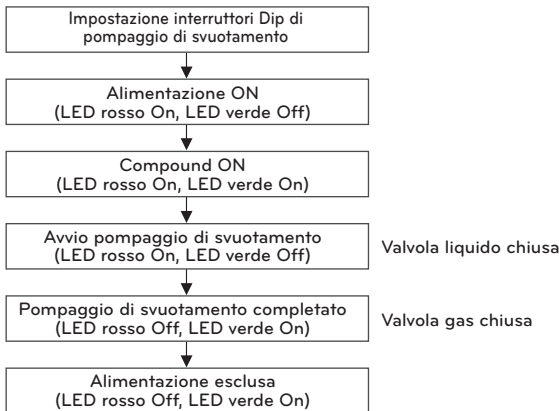 Impostazione interruttori Dip di
pompaggio di svuotamento
Alimentazione ON
(LED rosso On, LED verde Off)
Compound ON
(LED rosso On, LED verde On)
Avvio pompaggio di svuotamento
(LED rosso On, LED verde Off)
Valvola liquido chiusa
Pompaggio di svuotamento completato
(LED rosso Off, LED verde On)
Valvola gas chiusa
Alimentazione esclusa
(LED rosso Off, LED verde On)